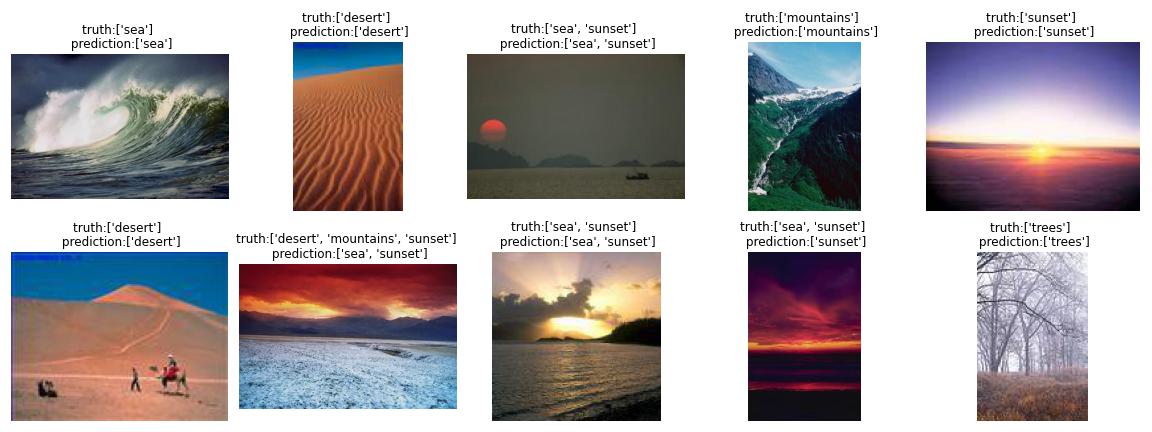 truth:['sea']
prediction:['sea']
truth:['desert']
prediction:['desert']
truth:['sea', 'sunset']
prediction:['sea', 'sunset']
truth:['mountains']
prediction:['mountains']
truth:['sunset']
prediction:['sunset']
truth:['desert']
prediction:['desert']
truth:['desert', 'mountains', 'sunset']
prediction:['sea', 'sunset']
truth:['sea', 'sunset']
prediction:['sea', 'sunset']
truth:['sea', 'sunset']
prediction:['sunset']
truth:['trees']
prediction:['trees']